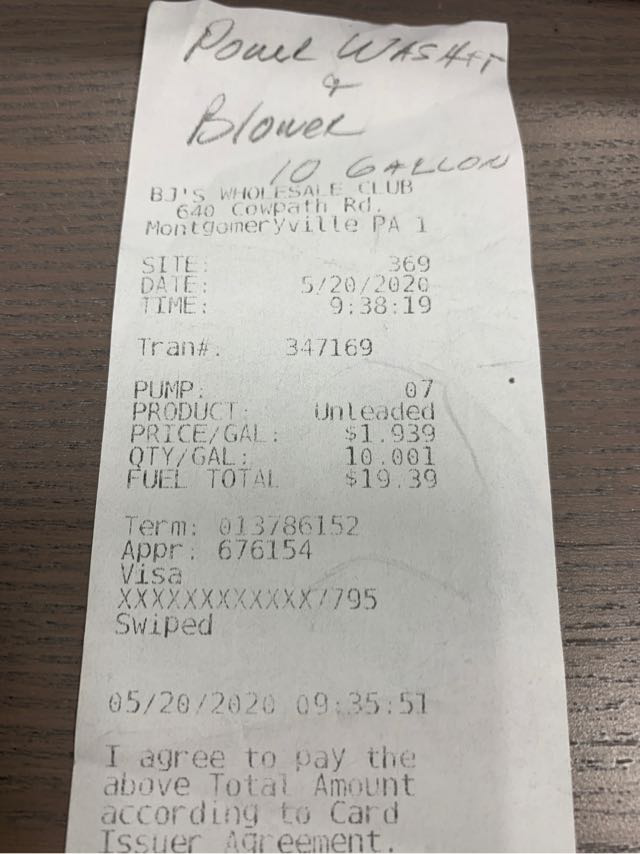 Power WASHER
&
Blower
10 GALLON
BJ'S WHOLESALE CLUB
640 Cowpath Rd.
Montgomeryville PA 1
SITE: 369
DATE: 5/20/2020
TIME: 9:38:19
Tran#: 347169
PUMP: 07
PRODUCT: Unleaded
PRICE/GAL: $1.939
QTY/GAL: 10.001
FUEL TOTAL $19.39
Term: 013786152
Appr: 676154
Visa
XXXXXXXXXXXX7795
Swiped
05/20/2020 09:35:51
I agree to pay the
above Total Amount
according to Card
Issuer Agreement.